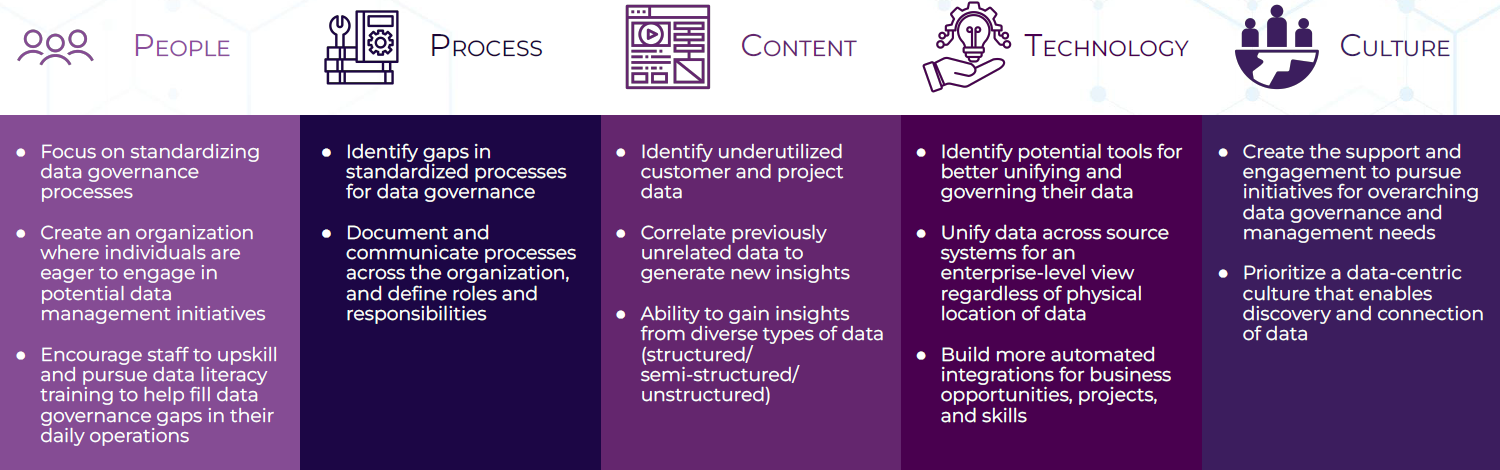 PEOPLE
● Focus on standardizing
data governance
processes
● Create an organization
where individuals are
eager to engage in
potential data
management initiatives
● Encourage staff to upskill
and pursue data literacy
training to help fill data
governance gaps in their
daily operations
PROCESS
● Identify gaps in
standardized processes
for data governance
● Document and
communicate processes
across the organization,
and define roles and
responsibilities
CONTENT
● Identify underutilized
customer and project
data
● Correlate previously
unrelated data to
generate new insights
● Ability to gain insights
from diverse types of data
(structured/
semi-structured/
unstructured)
TECHNOLOGY
● Identify potential tools for
better unifying and
governing their data
● Unify data across source
systems for an
enterprise-level view
regardless of physical
location of data
● Build more automated
integrations for business
opportunities, projects,
and skills
CULTURE
● Create the support and
engagement to pursue
initiatives for overarching
data governance and
management needs
● Prioritize a data-centric
culture that enables
discovery and connection
of data